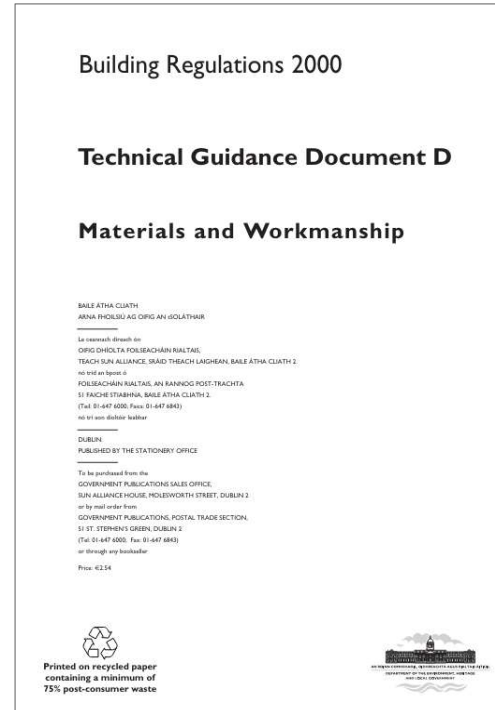 Building Regulations 2000
Technical Guidance Document D
Materials and Workmanship
BAILE ÁTHA CLIATH
ARNA FHOILSIÚ AG OIFIG AN tSOLÁTHAIR
Le ceannach díreach ón
OIFIG DHÍOLTA FOILSEACHÁIN RIALTAIS,
TEACH SUN ALLIANCE, SRÁID THEACH LAIGHEAN, BAILE ÁTHA CLIATH 2.
nó tríd an bpost ó
FOILSEACHÁIN RIALTAIS, AN RANNOG POST-TRACHTA
51 FAICHE STIABHNA, BAILE ÁTHA CLIATH 2,
(Teil: 01-647 6000; Faxs: 01-647 6843)
nó trí aon díoltóir leabhar
DUBLIN
PUBLISHED BY THE STATIONERY OFFICE
To be purchased from the
GOVERNMENT PUBLICATIONS SALES OFFICE,
SUN ALLIANCE HOUSE, MOLESWORTH STREET, DUBLIN 2
or by mail order from
GOVERNMENT PUBLICATIONS, POSTAL TRADE SECTION,
51 ST. STEPHEN'S GREEN, DUBLIN 2
(Tel: 01-647 6000; Fax: 01-647 6843)
or through any bookseller
Price: €2.54
Printed on recycled paper
containing a minimum of
75% post-consumer waste
DEPARTMENT OF THE ENVIRONMENT, HERITAGE
AND LOCAL GOVERNMENT